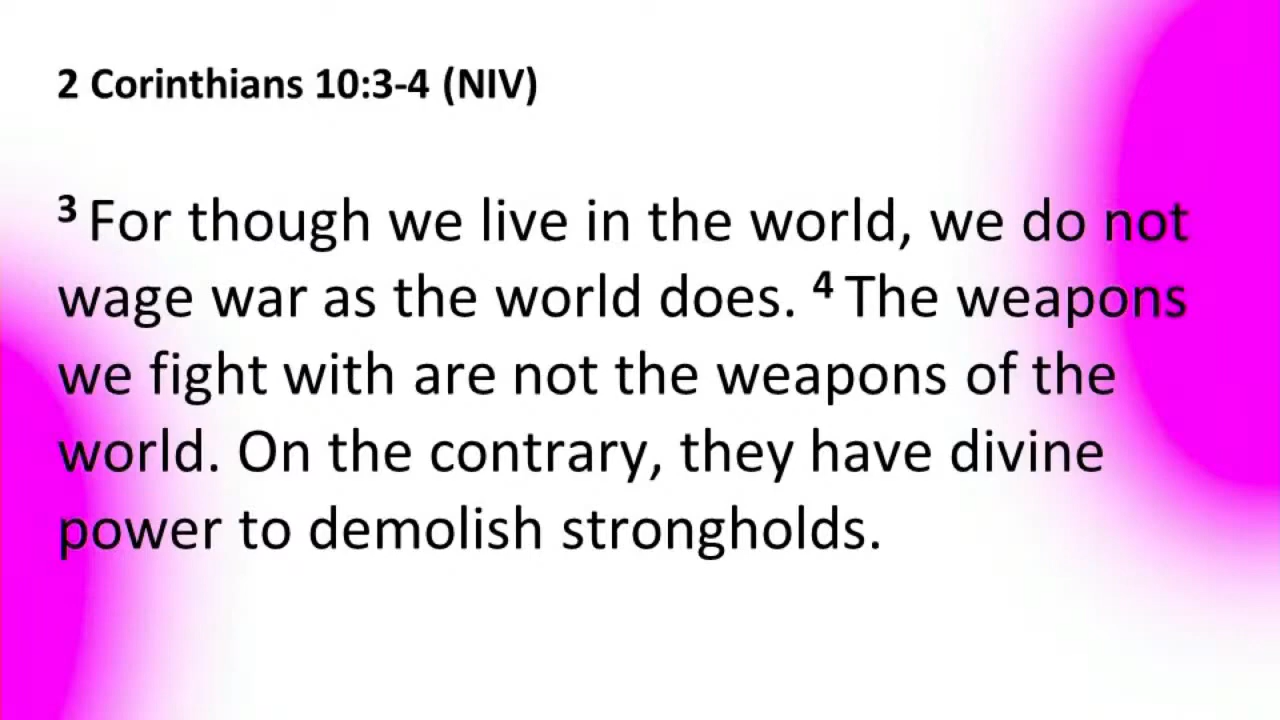 2 Corinthians 10:3-4 (NIV)
3 For though we live in the world, we do not
wage war as the world does. 4 The weapons
we fight with are not the weapons of the
world. On the contrary, they have divine
power to demolish strongholds.